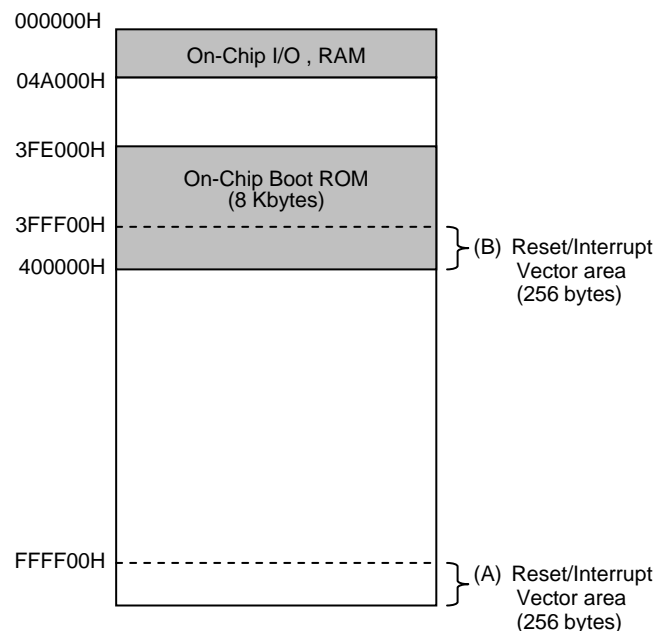 000000H
On-Chip I/O , RAM
04A000H
3FE000H
On-Chip Boot ROM
(8 Kbytes)
3FFF00H
(B) Reset/Interrupt
Vector area
(256 bytes)
400000H
FFFF00H
(A) Reset/Interrupt
Vector area
(256 bytes)